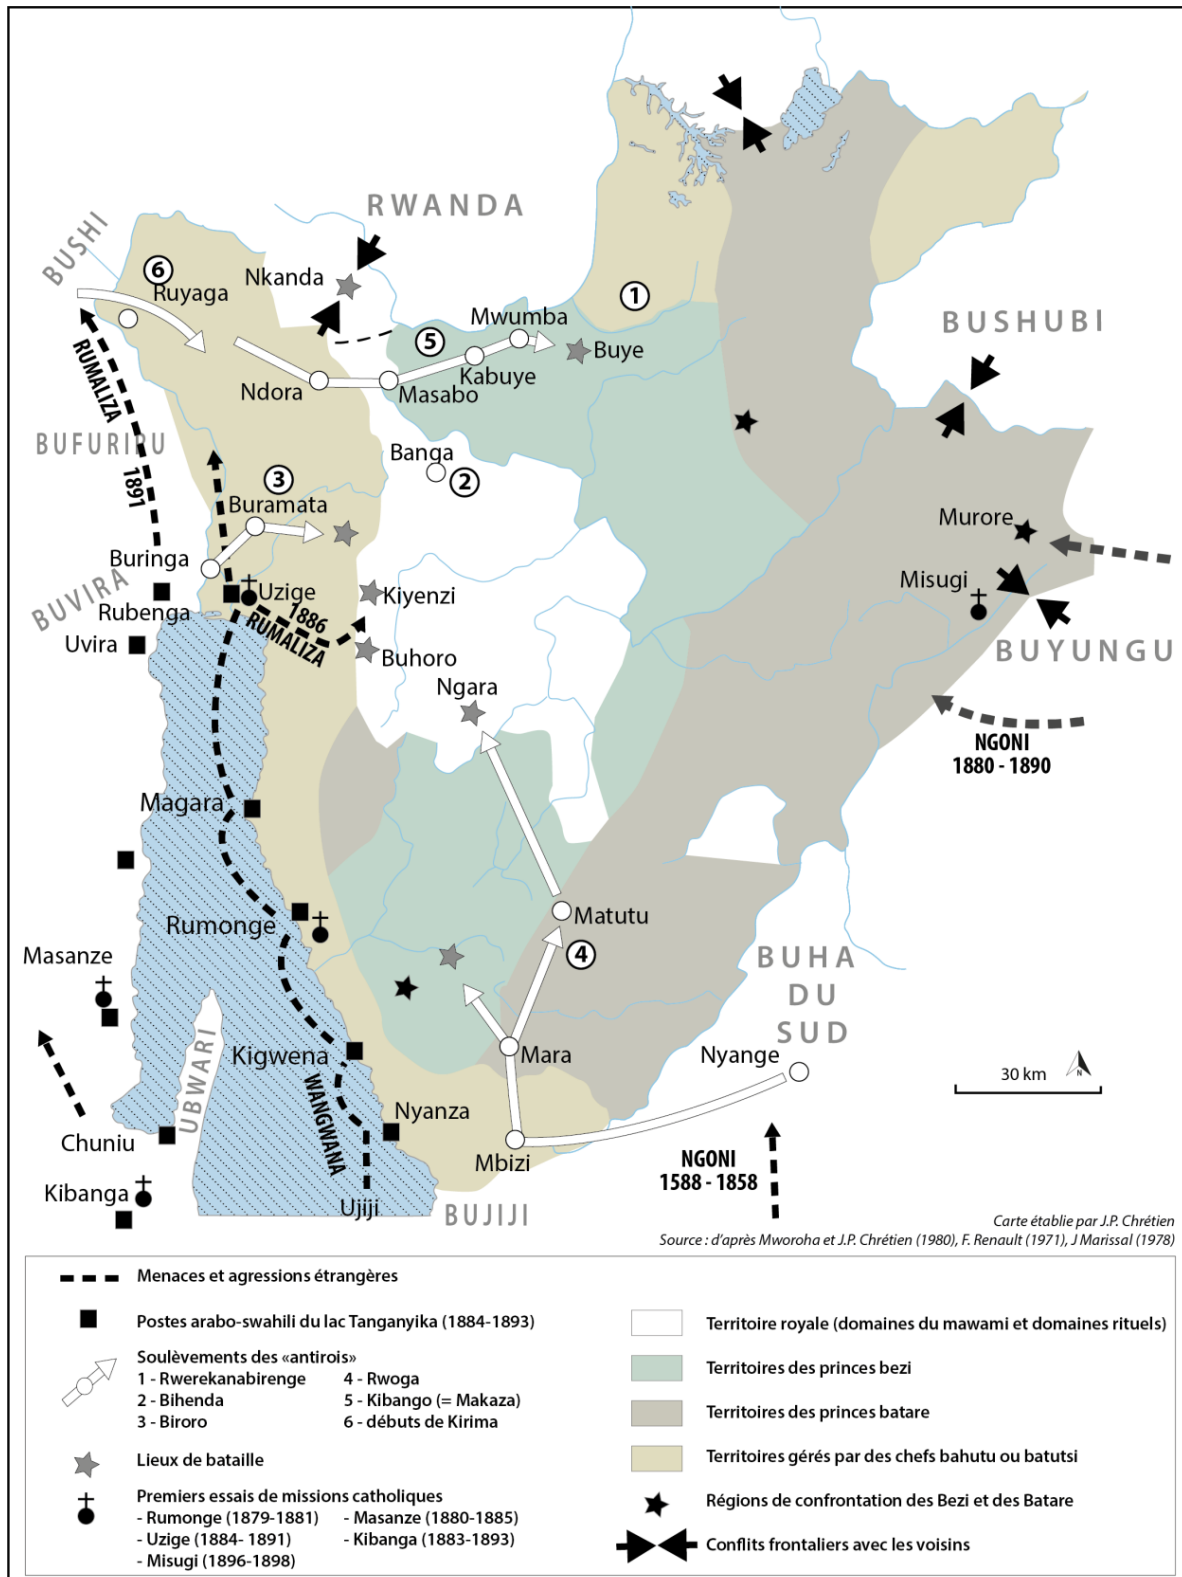 RWANDA
BUSHI
6
Ruyaga
Nkanda
1
Mwumba
5
BUSHUBI
Buye
Kabuye
RUMALIZA
Ndora
Masabo
BUFURIRU
Banga
2
1891
3
Buramata
Murore
Buringa
Misugi
BUVIRA
Rubenga
Uzige
1886
Kiyenzi
RUMALIZA
Uvira
Buhoro
BUYUNGU
Ngara
NGONI
1880 - 1890
Magara
Rumonge
Matutu
Masanze
4
BUHA
DU
SUD
UBWARI
Kigwena
Mara
Nyange
30 km
N
WANGWANA
Nyanza
Chuniu
Mbizi
NGONI
1588 - 1858
Kibanga
Ujiji
BUJIJI
Carte établie par J.P. Chrétien
Source : d'après Mworoha et J.P. Chrétien (1980), F. Renault (1971), J Marissal (1978)
Menaces et agressions étrangères
Postes arabo-swahili du lac Tanganyika (1884-1893)
Soulèvements des «antirois»
1 - Rwerekanabirenge
4 - Rwoga
2 - Bihenda
5 - Kibango (= Makaza)
3 - Biroro
6 - débuts de Kirima
Lieux de bataille
Premiers essais de missions catholiques
- Rumonge (1879-1881)
- Masanze (1880-1885)
- Uzige (1884- 1891)
- Kibanga (1883-1893)
- Misugi (1896-1898)
Territoire royale (domaines du mawami et domaines rituels)
Territoires des princes bezi
Territoires des princes batare
Territoires gérés par des chefs bahutu ou batutsi
Régions de confrontation des Bezi et des Batare
Conflits frontaliers avec les voisins